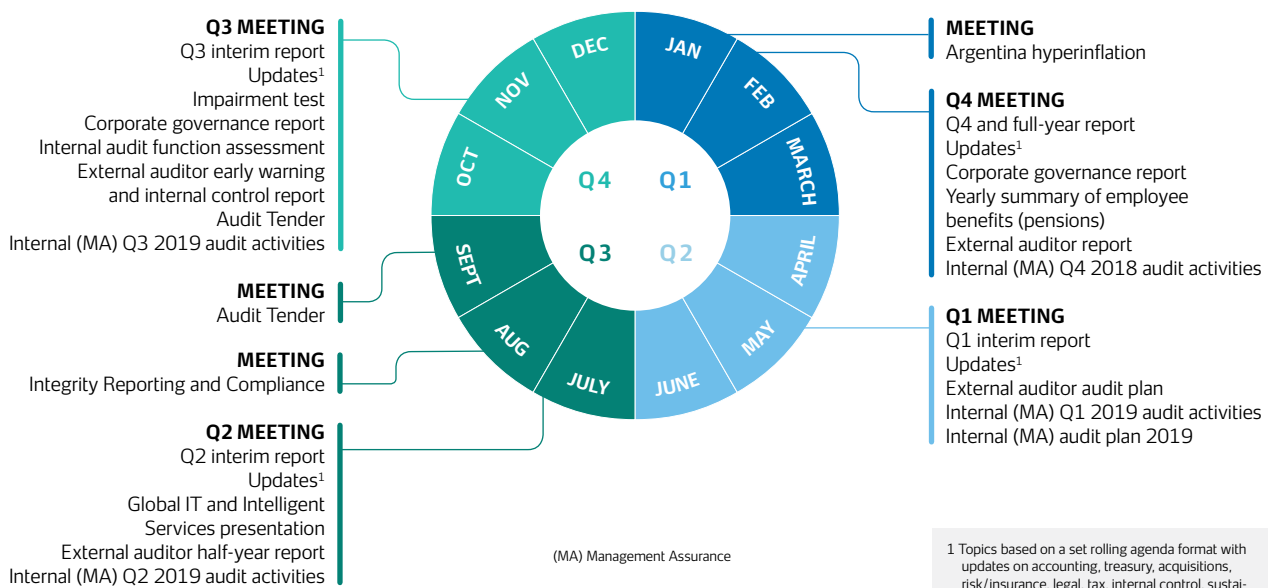 Q3 MEETING
Q3 interim report
Updates¹
Impairment test
Corporate governance report
Internal audit function assessment
External auditor early warning
and internal control report
Audit Tender
Internal (MA) Q3 2019 audit activities
MEETING
Audit Tender
MEETING
Integrity Reporting and Compliance
Q2 MEETING
Q2 interim report
Updates¹
Global IT and Intelligent
Services presentation
External auditor half-year report
Internal (MA) Q2 2019 audit activities
JAN
FEB
MARCH
APRIL
MAY
JUNE
JULY
AUG
SEPT
OCT
NOV
DEC
Q4
Q1
Q3
Q2
(MA) Management Assurance
MEETING
Argentina hyperinflation
Q4 MEETING
Q4 and full-year report
Updates¹
Corporate governance report
Yearly summary of employee
benefits (pensions)
External auditor report
Internal (MA) Q4 2018 audit activities
Q1 MEETING
Q1 interim report
Updates¹
External auditor audit plan
Internal (MA) Q1 2019 audit activities
Internal (MA) audit plan 2019
1 Topics based on a set rolling agenda format with
updates on accounting, treasury, acquisitions,
risk/insurance, legal, tax, internal control, sustai-